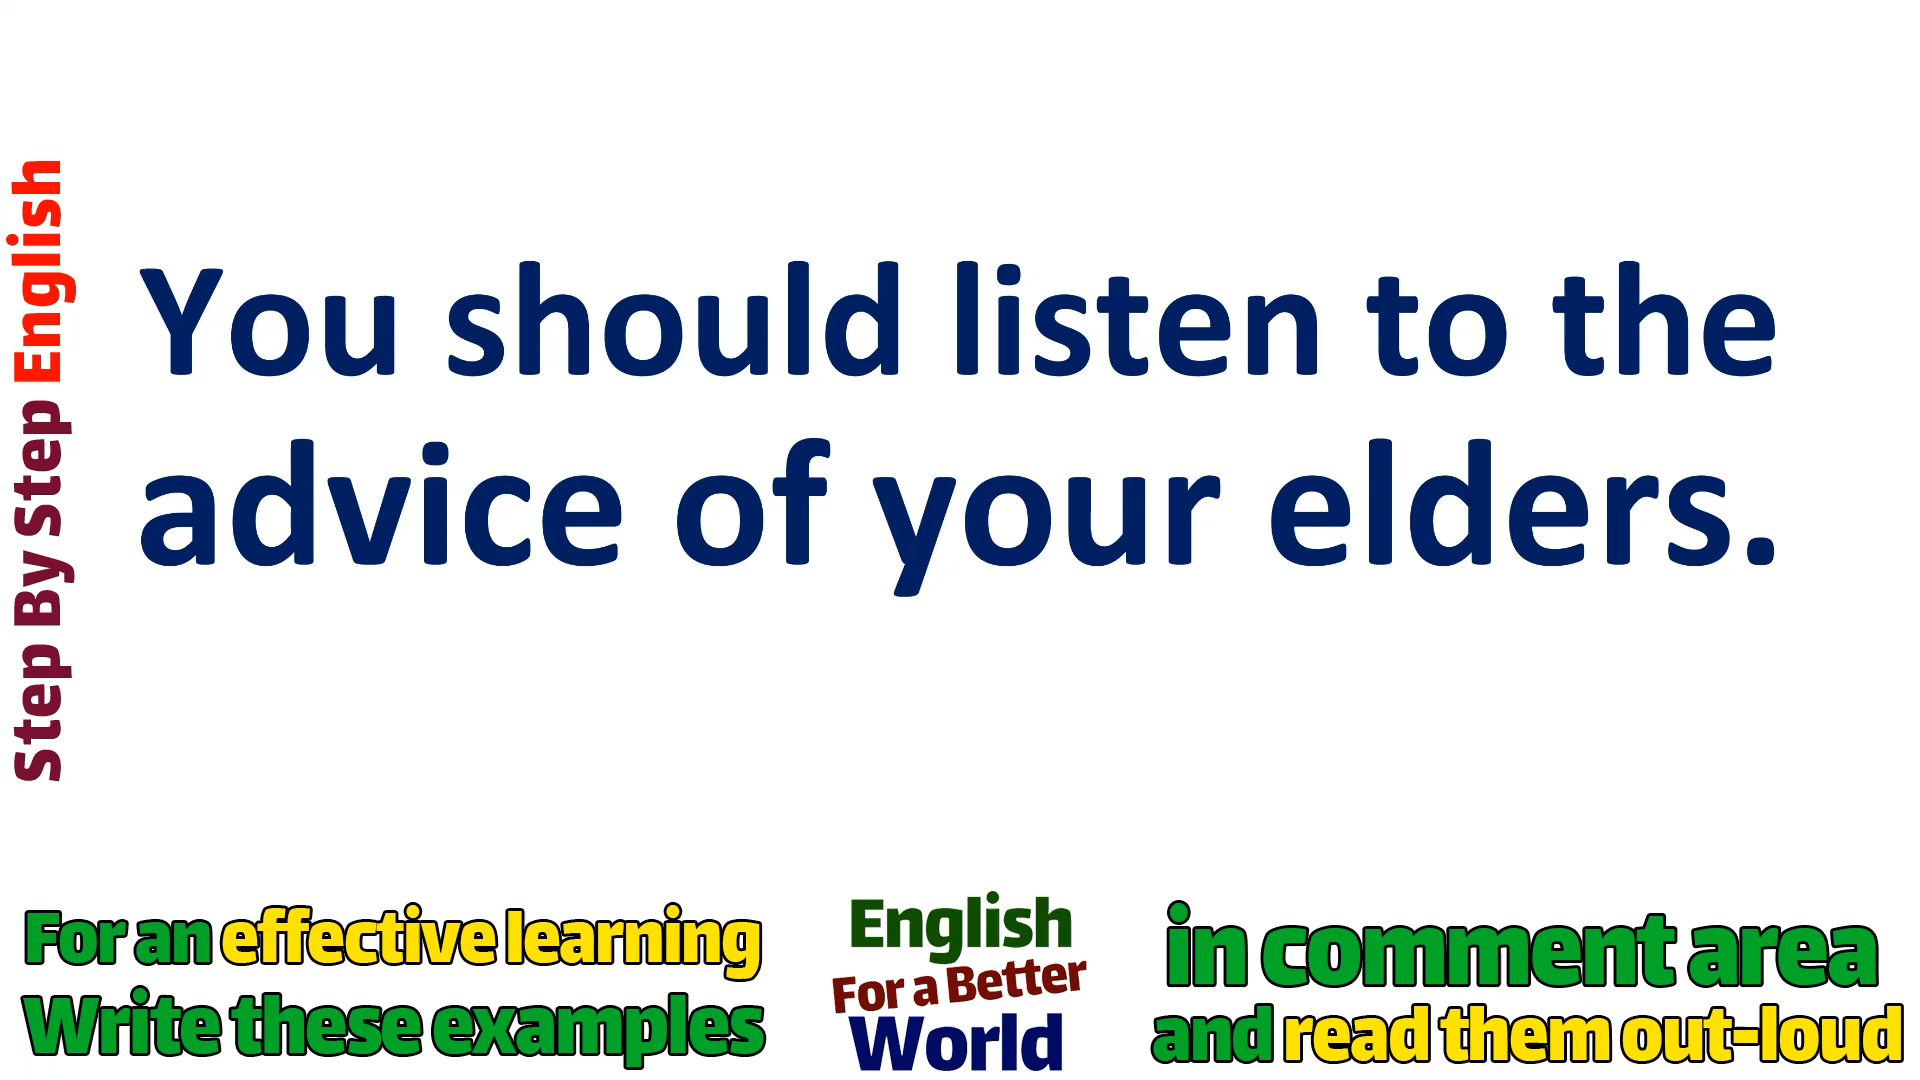 Step By Step English
You should listen to the
advice of your elders.
For an effective learning
Write these examples
English
For a Better
World
in comment area
and read them out-loud